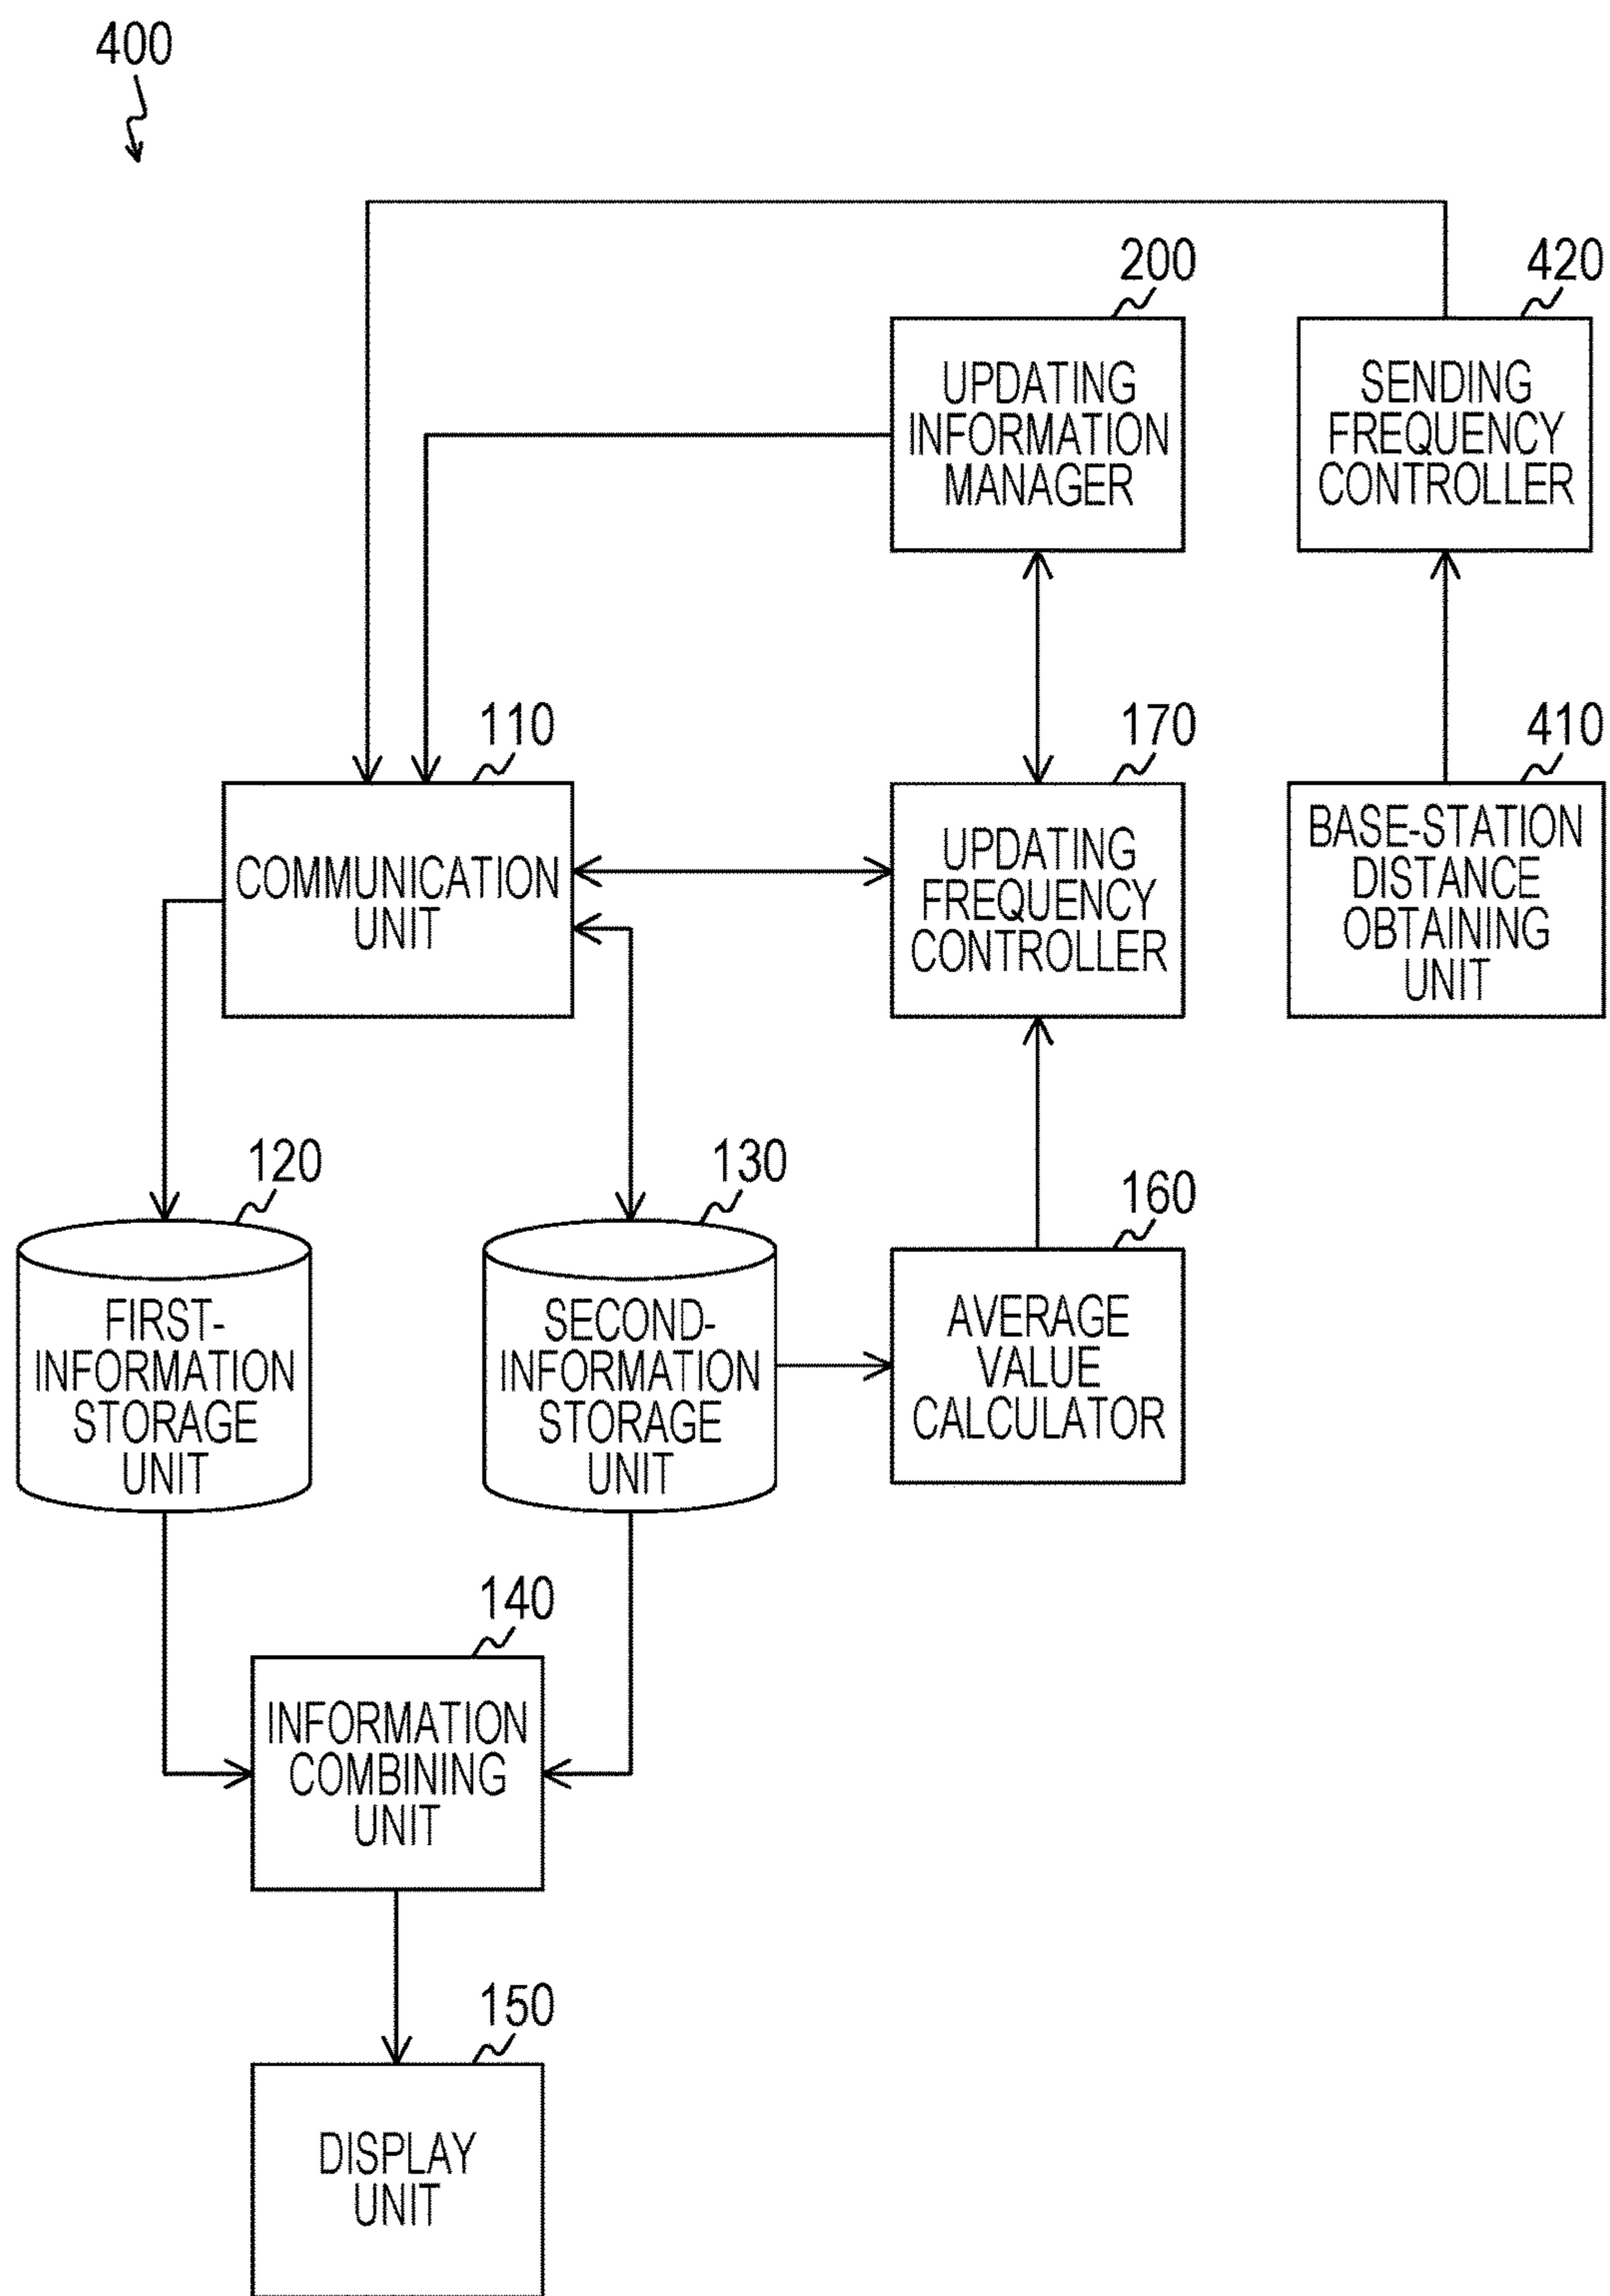 400
200
UPDATING
INFORMATION
MANAGER
420
SENDING
FREQUENCY
CONTROLLER
110
COMMUNICATION
UNIT
170
UPDATING
FREQUENCY
CONTROLLER
410
BASE-STATION
DISTANCE
OBTAINING
UNIT
120
FIRST-
INFORMATION
STORAGE
UNIT
130
SECOND-
INFORMATION
STORAGE
UNIT
160
AVERAGE
VALUE
CALCULATOR
140
INFORMATION
COMBINING
UNIT
150
DISPLAY
UNIT